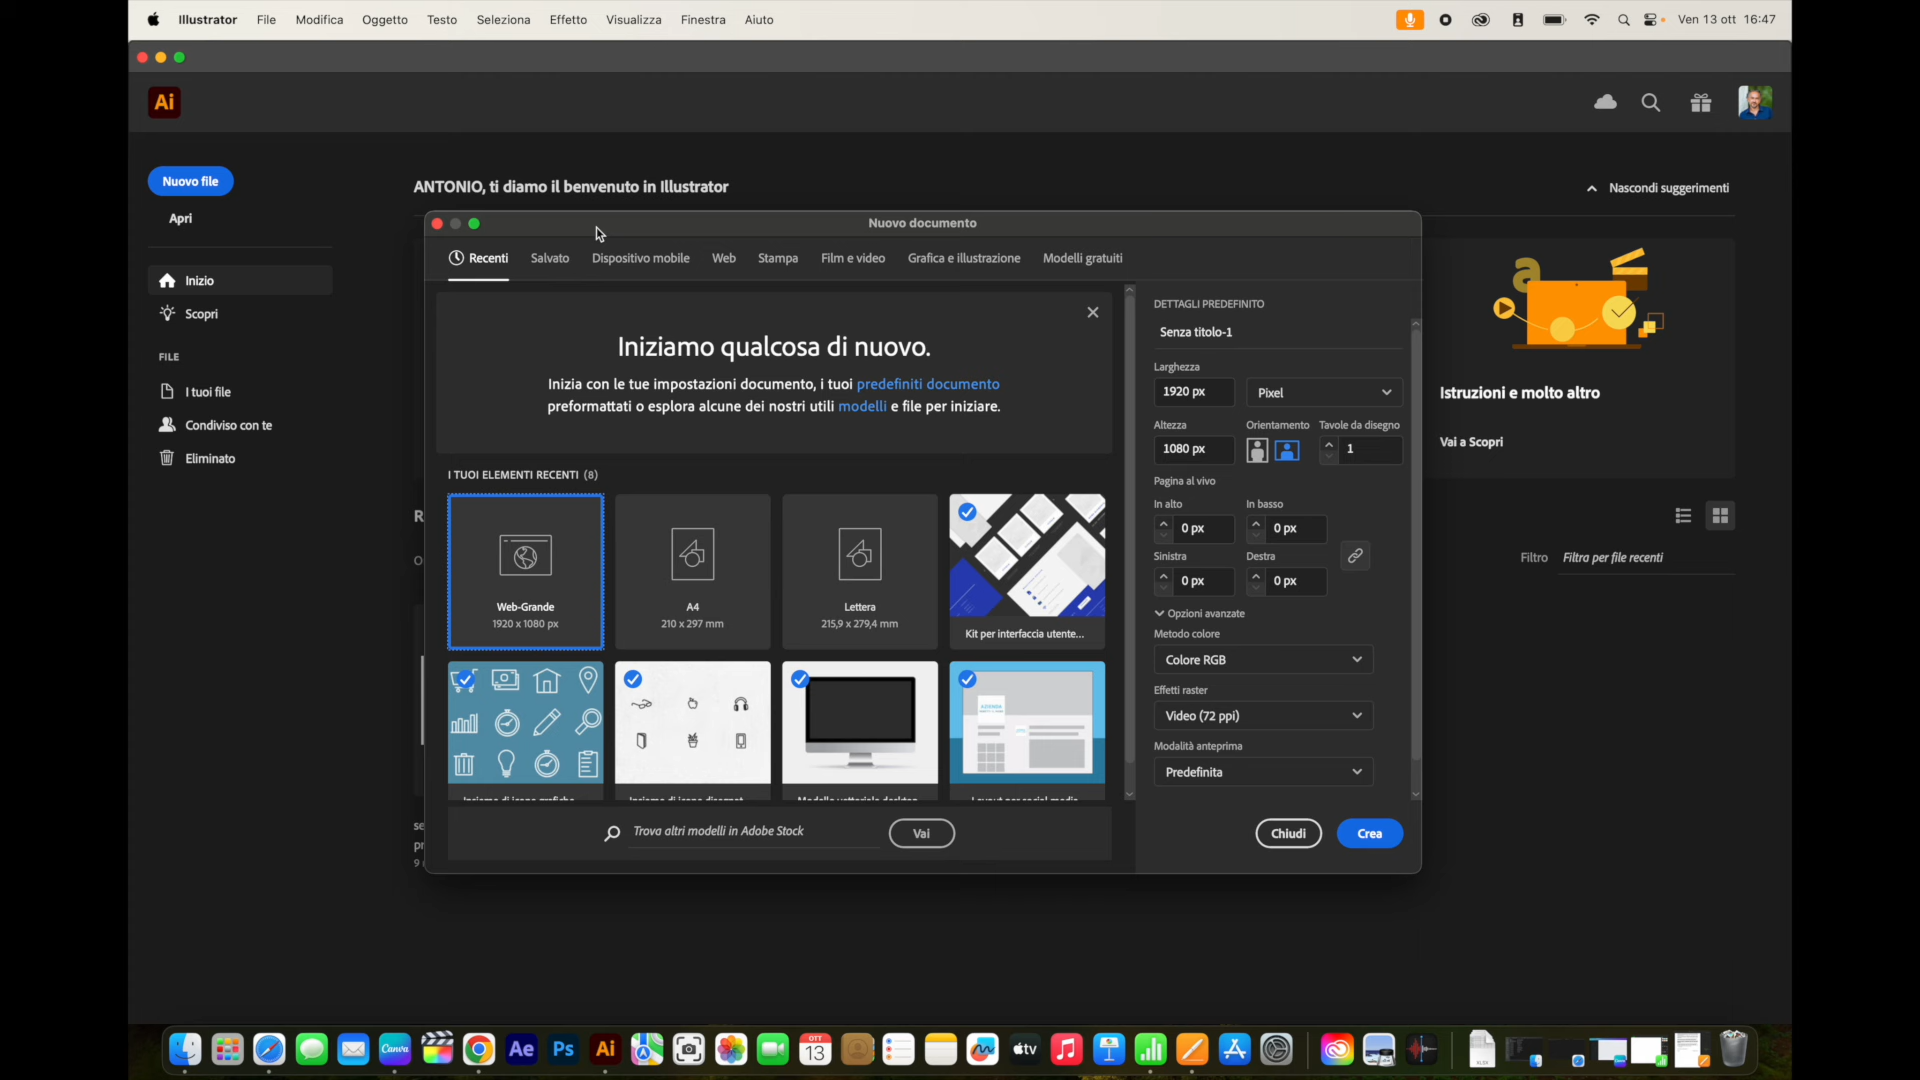 Illustrator File Modifica Oggetto Testo Seleziona Effetto Visualizza Finestra Aiuto Ven 13 ott 16:47
Ai
Nuovo file
Apri
Inizio
Scopri
FILE
I tuoi file
Condiviso con te
Eliminato
ANTONIO, ti diamo il benvenuto in Illustrator
Nascondi suggerimenti
Nuovo documento
Recenti Salvato Dispositivo mobile Web Stampa Film e video Grafica e illustrazione Modelli gratuiti
Iniziamo qualcosa di nuovo.
Inizia con le tue impostazioni documento, i tuoi predefiniti documento
preformattati o esplora alcune dei nostri utili modelli e file per iniziare.
I TUOI ELEMENTI RECENTI (8)
Web-Grande
1920 x 1080 px
A4
210 x 297 mm
Lettera
215,9 x 279,4 mm
Kit per interfaccia utente...
Trova altri modelli in Adobe Stock
Vai
DETTAGLI PREDEFINITO
Senza titolo-1
Larghezza
1920 px Pixel
Altezza Orientamento Tavole da disegno
1080 px 1
Pagina al vivo
In alto In basso
0 px 0 px
Sinistra Destra
0 px 0 px
Opzioni avanzate
Metodo colore
Colore RGB
Effetti raster
Video (72 ppi)
Modalità anteprima
Predefinita
Chiudi Crea
Istruzioni e molto altro
Vai a Scopri
Filtro Filtra per file recenti
Canva Ae Ps Ai OTT 13 tv